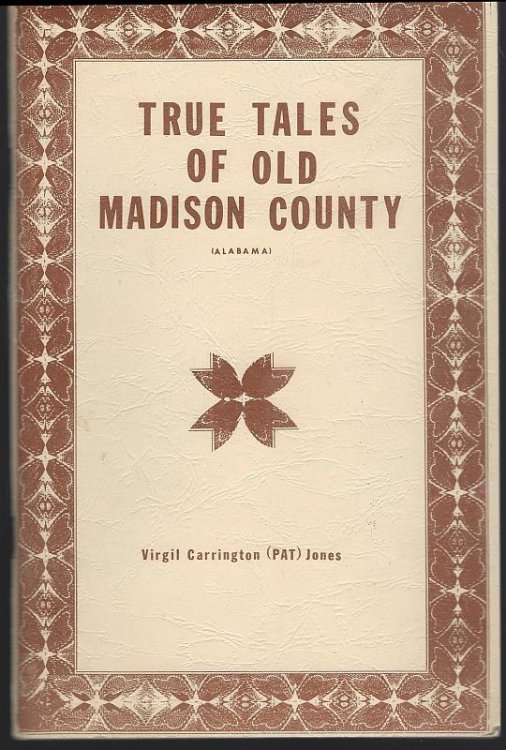 TRUE TALES
OF OLD
MADISON COUNTY
(ALABAMA)
Virgil Carrington (PAT) Jones